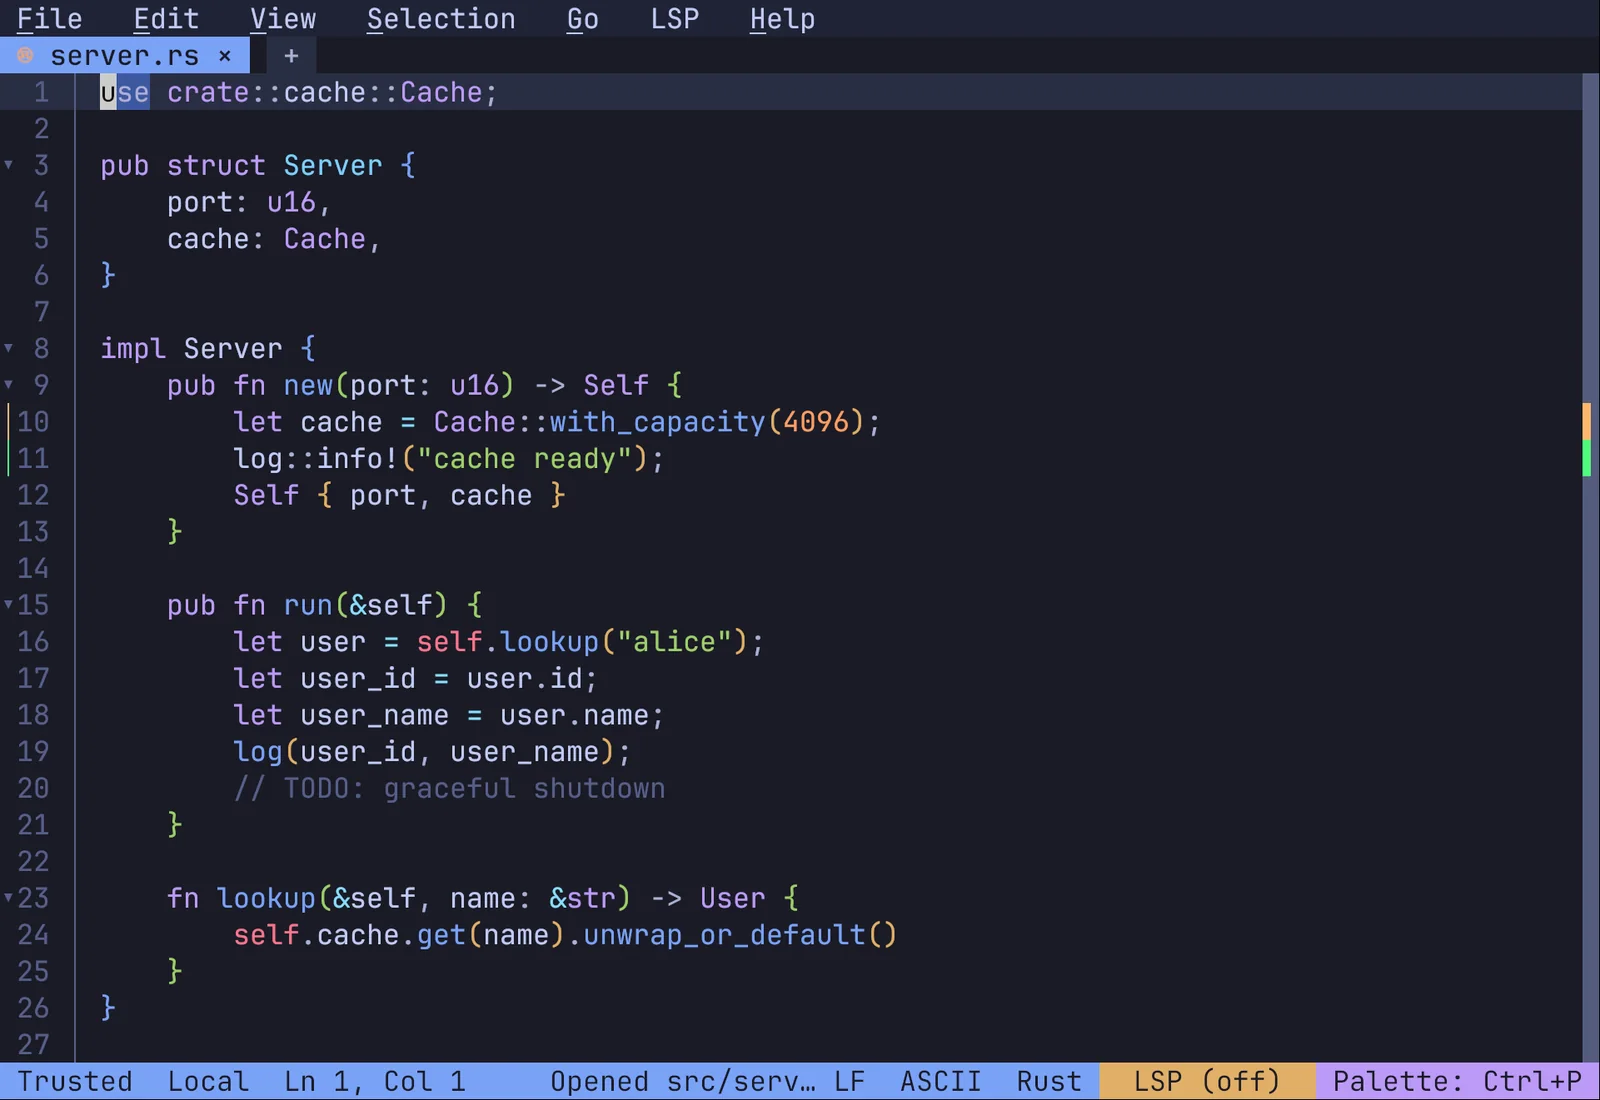 File Edit View Selection Go LSP Help
server.rs × +
1 use crate::cache::Cache;
2
3 pub struct Server {
4     port: u16,
5     cache: Cache,
6 }
7
8 impl Server {
9     pub fn new(port: u16) -> Self {
10         let cache = Cache::with_capacity(4096);
11         log::info!("cache ready");
12         Self { port, cache }
13     }
14
15     pub fn run(&self) {
16         let user = self.lookup("alice");
17         let user_id = user.id;
18         let user_name = user.name;
19         log(user_id, user_name);
20         // TODO: graceful shutdown
21     }
22
23     fn lookup(&self, name: &str) -> User {
24         self.cache.get(name).unwrap_or_default()
25     }
26 }
27
Trusted Local Ln 1, Col 1 Opened src/serv… LF ASCII Rust LSP (off) Palette: Ctrl+P